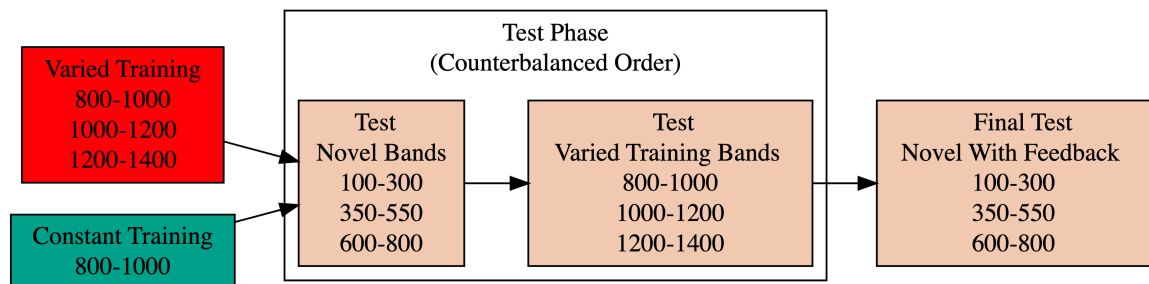 Varied Training
800-1000
1000-1200
1200-1400
Constant Training
800-1000
Test Phase
(Counterbalanced Order)
Test
Novel Bands
100-300
350-550
600-800
Test
Varied Training Bands
800-1000
1000-1200
1200-1400
Final Test
Novel With Feedback
100-300
350-550
600-800